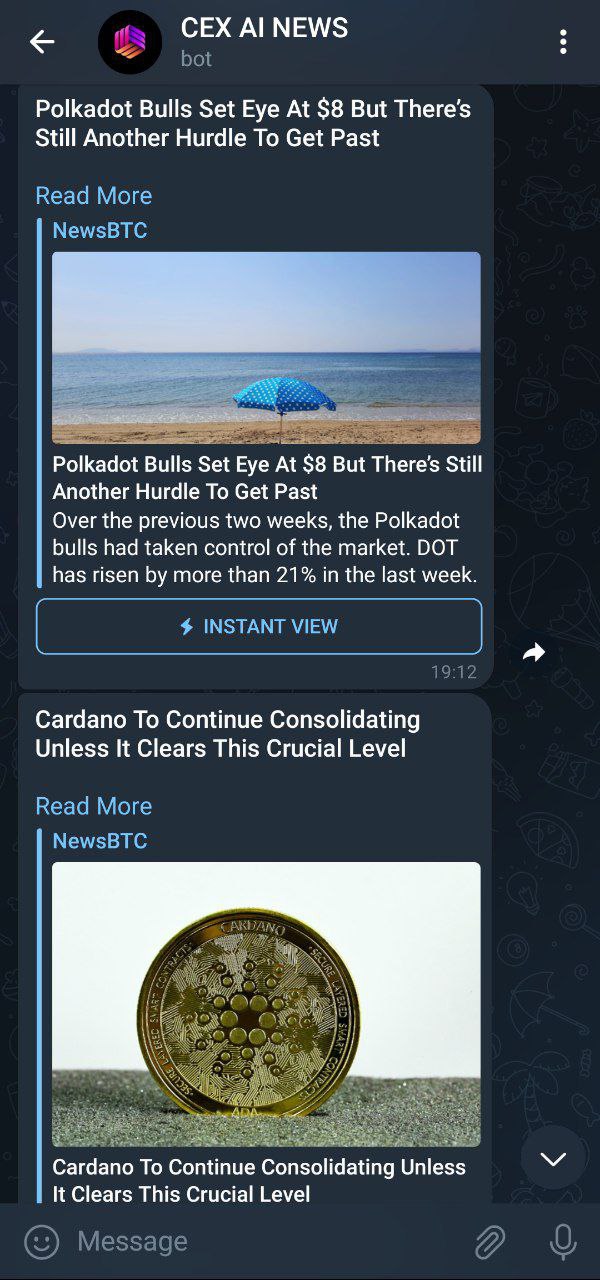 CEX AI NEWS
bot
Polkadot Bulls Set Eye At $8 But There’s
Still Another Hurdle To Get Past
Read More
NewsBTC
Polkadot Bulls Set Eye At $8 But There’s Still
Another Hurdle To Get Past
Over the previous two weeks, the Polkadot
bulls had taken control of the market. DOT
has risen by more than 21% in the last week.
INSTANT VIEW
19:12
Cardano To Continue Consolidating
Unless It Clears This Crucial Level
Read More
NewsBTC
CARDANO
SECURE LAYERED SMART CONTRACTS
SECURE LAYERED SMART CONTRACTS
ADA
Cardano To Continue Consolidating Unless
It Clears This Crucial Level
Message